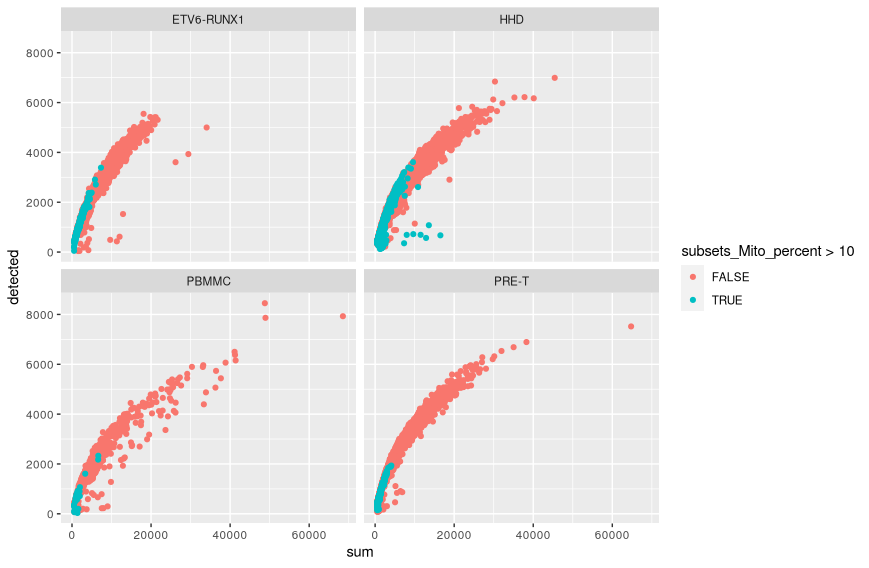 ETV6-RUNX1
HHD
8000
6000
4000
2000
0
PBMMC
PRE-T
8000
6000
4000
2000
0
detected
0
20000
40000
60000
0
20000
40000
60000
sum
subsets_Mito_percent > 10
FALSE
TRUE